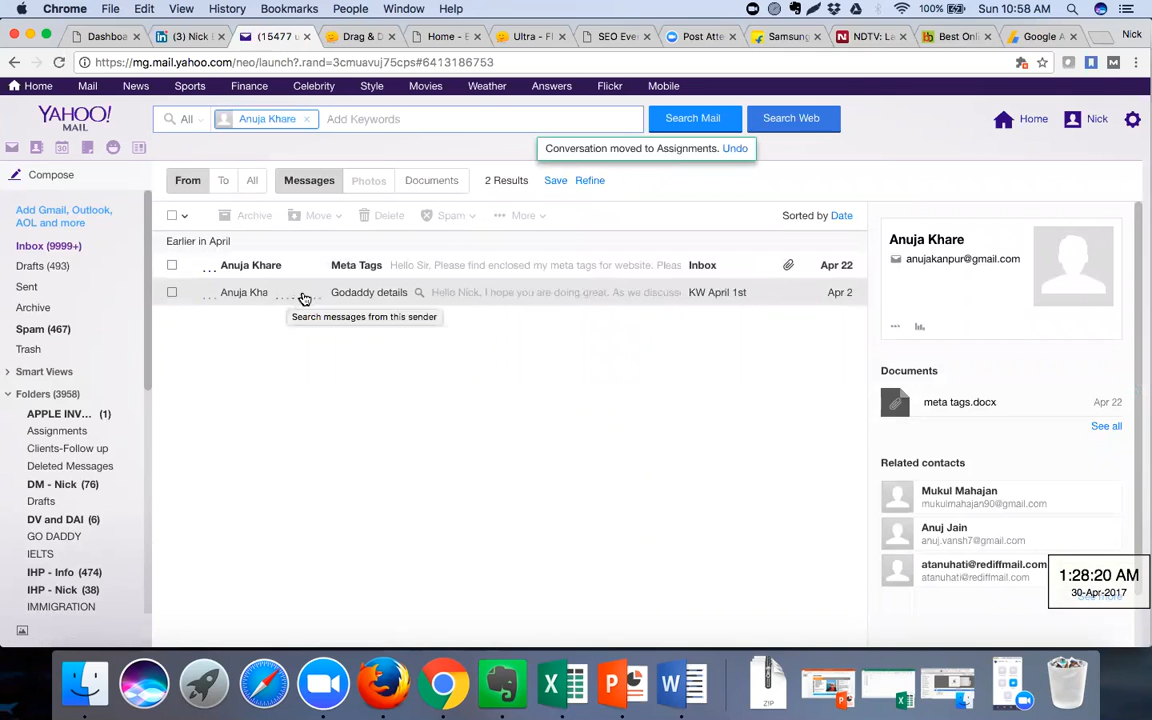 Chrome File Edit View History Bookmarks People Window Help 100% Sun 10:58 AM
Dashboa (3) Nick (15477 u Drag & D Home - E Ultra - Fl SEO Eve Post Atte Samsung NDTV: La Best Onli Google A Nick
https://mg.mail.yahoo.com/neo/launch?.rand=3cmuvuj75cps#6413186753
Home Mail News Sports Finance Celebrity Style Movies Weather Answers Flickr Mobile
YAHOO!
MAIL
All Anuja Khare × Add Keywords Search Mail Search Web Home Nick
Conversation moved to Assignments. Undo
Compose
From To All Messages Photos Documents 2 Results Save Refine
Archive Move Delete Spam More Sorted by Date
Earlier in April
Anuja Khare Meta Tags Hello Sir, Please find enclosed my meta tags for website. Pleas Inbox Apr 22
Anuja Kha Godaddy details Hello Nick, I hope you are doing great. As we discuss KW April 1st Apr 2
Search messages from this sender
Add Gmail, Outlook,
AOL and more
Inbox (9999+)
Drafts (493)
Sent
Archive
Spam (467)
Trash
Smart Views
Folders (3958)
APPLE INV... (1)
Assignments
Clients-Follow up
Deleted Messages
DM - Nick (76)
Drafts
DV and DAI (6)
GO DADDY
IELTS
IHP - Info (474)
IHP - Nick (38)
IMMIGRATION
Anuja Khare
anujakanpur@gmail.com
Documents
meta tags.docx Apr 22
See all
Related contacts
Mukul Mahajan
mukulmahajan90@gmail.com
Anuj Jain
anuj.vansh7@gmail.com
atanuhati@rediffmail.com
atanuhati@rediffmail.com
1:28:20 AM
30-Apr-2017
ZIP